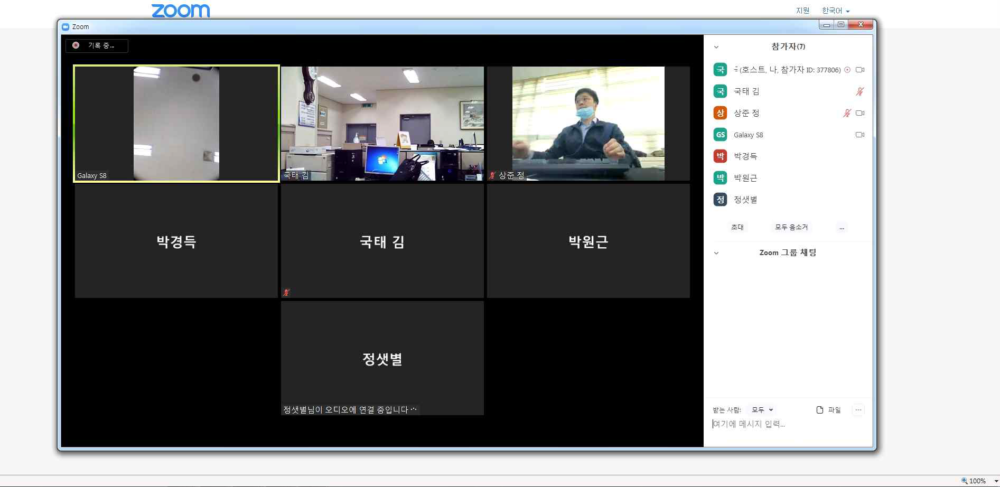 zoom
지원
한국어
Zoom
기록 중...
Galaxy S8
국태 김
상준 정
박경득
국태 김
박원근
정샛별
정샛별님이 오디오에 연결 중입니다 ...
참가자(7)
국 (호스트, 나, 참가자 ID: 377806)
국 국태 김
상 상준 정
GS Galaxy S8
박 박경득
박 박원근
정 정샛별
초대
모두 음소거
...
Zoom 그룹 채팅
받는 사람: 모두
파일
...
여기에 메시지 입력...
100%